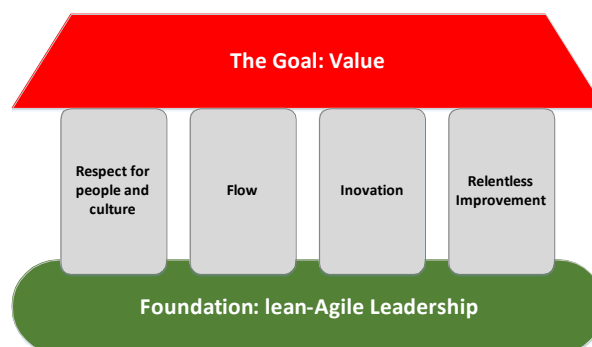 The Goal: Value
Respect for
people and
culture
Flow
Inovation
Relentless
Improvement
Foundation: lean-Agile Leadership